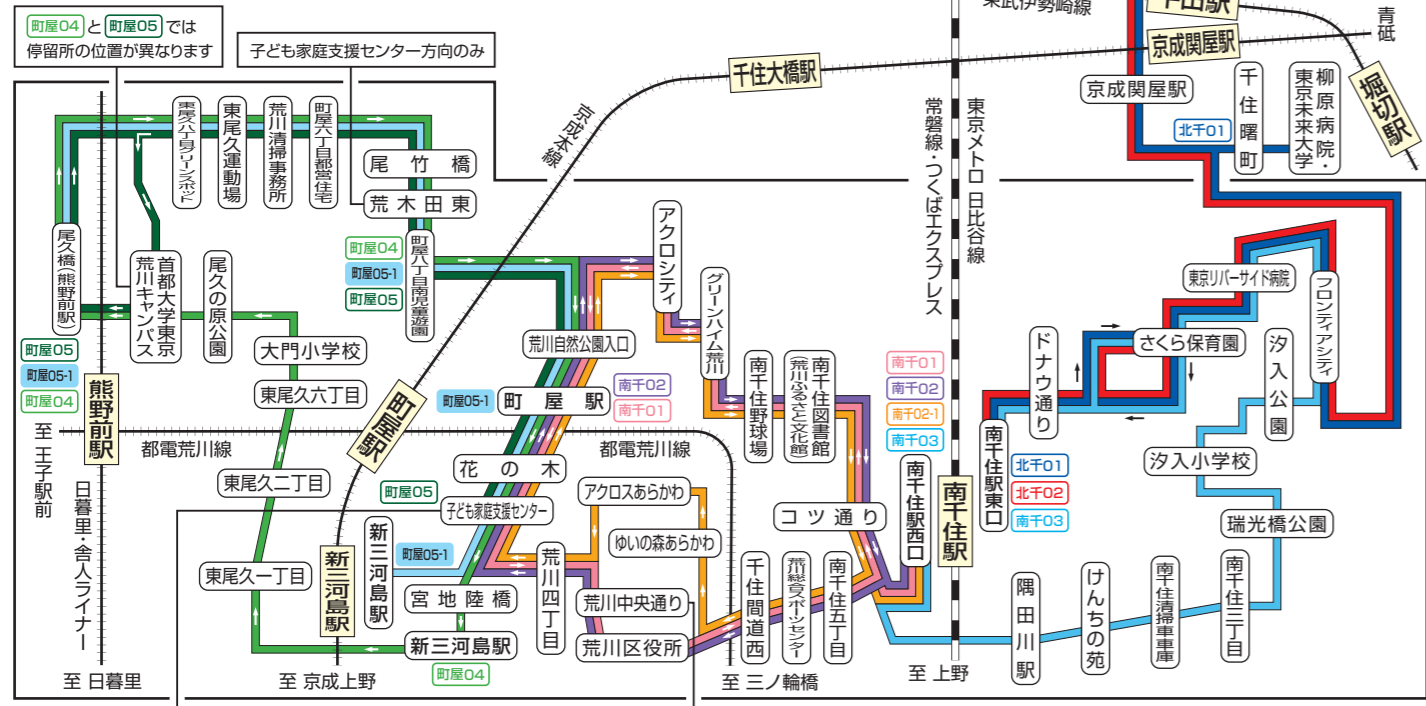 町屋04 と 町屋05 では
停留所の位置が異なります
子ども家庭支援センター方向のみ
東武伊勢崎線
牛田駅
青砥
京成関屋駅
千住大橋駅
京成本線
堀切駅
京成関屋駅
北千01
千住曙町
柳原病院・
東京未来大学
常磐線・つくばエクスプレス
東京メトロ日比谷線
東尾久八丁目グリーンスポット
東尾久運動場
荒川清掃事務所
町屋六丁目都営住宅
尾竹橋
荒木田東
町屋04
町屋05-1
町屋05
町屋八丁目南児童遊園
尾久橋(熊野前駅)
首都大学東京
荒川キャンパス
尾久の原公園
大門小学校
東尾久六丁目
東尾久二丁目
東尾久一丁目
町屋05
町屋05-1
町屋04
熊野前駅
至 王子駅前
都電荒川線
日暮里・舎人ライナー
至 日暮里
町屋駅
新三河島駅
至 京成上野
アクロシティ
グリーンハイム荒川
荒川自然公園入口
町屋05-1
町屋駅
南千02
南千01
都電荒川線
花の木
町屋05
子ども家庭支援センター
新三河島駅
町屋05-1
宮地陸橋
新三河島駅
町屋04
荒川四丁目
アクロスあらかわ
ゆいの森あらかわ
荒川中央通り
荒川区役所
南千住野球場
南千住図書館
(荒川ふるさと文化館)
南千01
南千02
南千02-1
南千03
コツ通り
南千住駅西口
千住間道西
荒川総合スポーツセンター
南千住五丁目
至 三ノ輪橋
南千住駅
至 上野
南千住駅東口
北千01
北千02
南千03
ドナウ通り
さくら保育園
東京リバーサイド病院
フロンティアシティ
汐入公園
汐入小学校
瑞光橋公園
南千住三丁目
南千住清掃車車庫
けんちの苑
隅田川駅